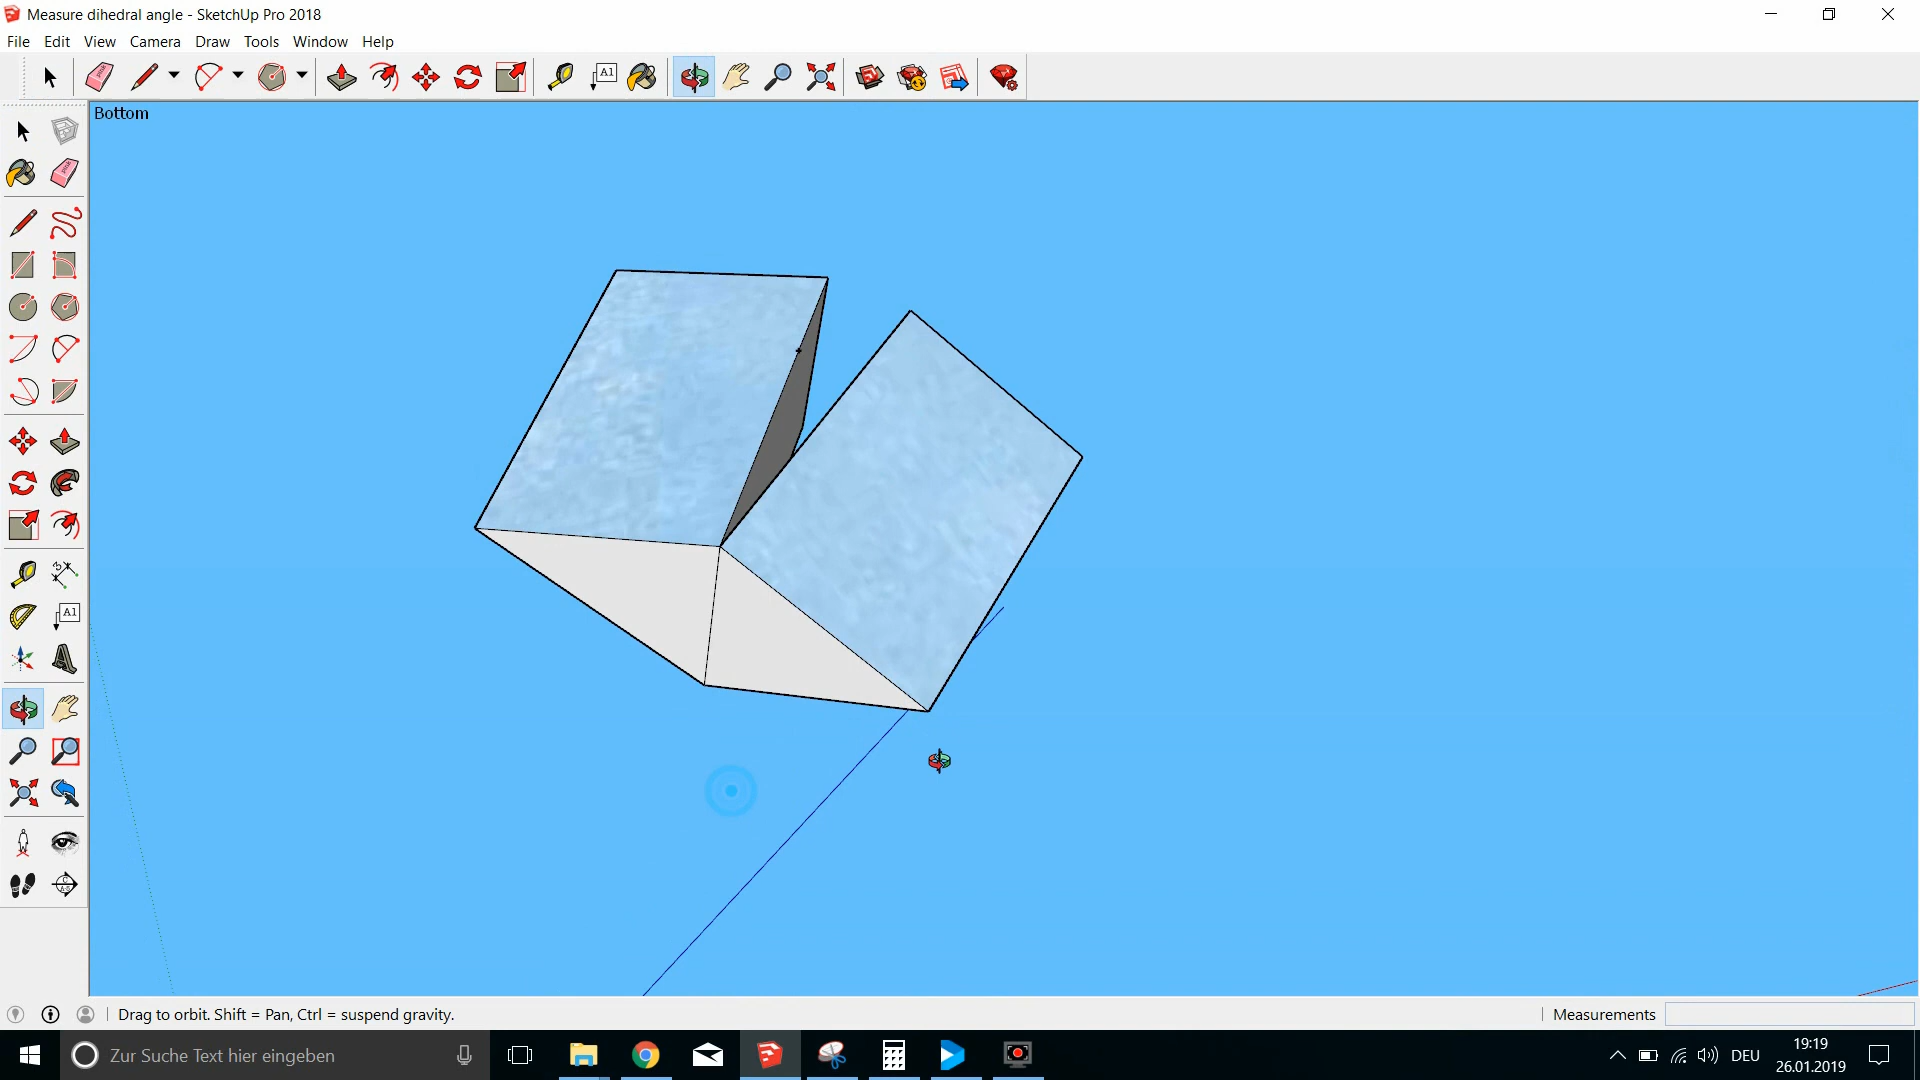 Measure dihedral angle - SketchUp Pro 2018
File Edit View Camera Draw Tools Window Help
A1
Bottom
A1
Drag to orbit. Shift = Pan, Ctrl = suspend gravity.
Measurements
Zur Suche Text hier eingeben
DEU
19:19
26.01.2019